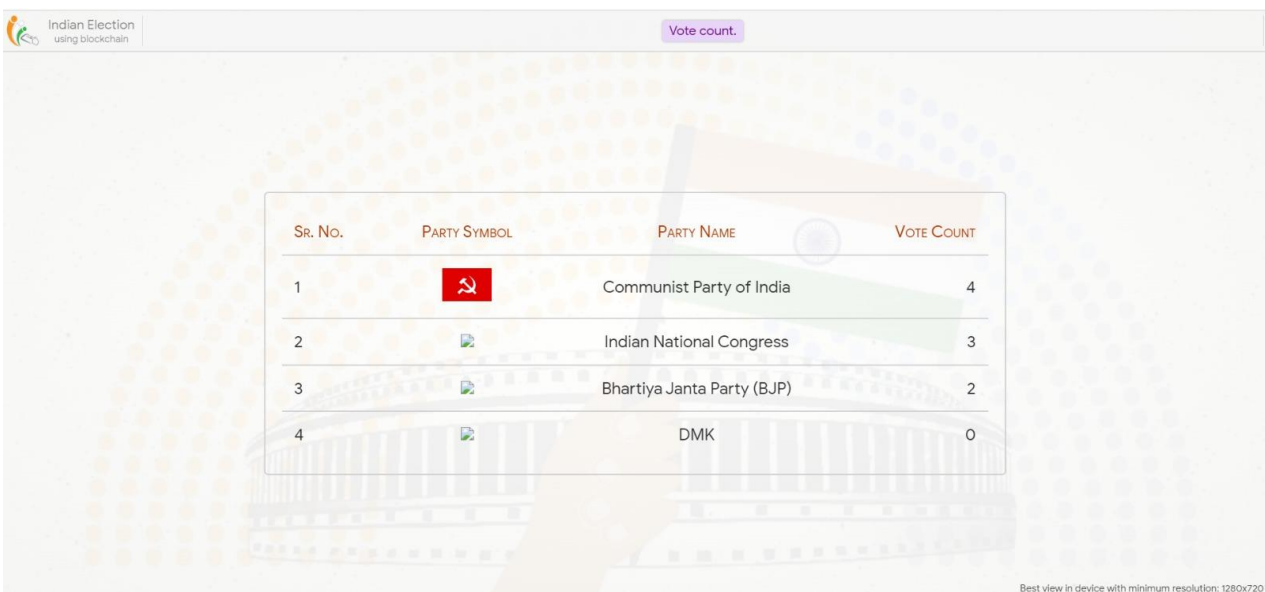 Indian Election
using blockchain
Vote count.
Sr. No. Party Symbol Party Name Vote Count
1 Communist Party of India 4
2 Indian National Congress 3
3 Bhartiya Janta Party (BJP) 2
4 DMK 0
Best view in device with minimum resolution: 1280x720